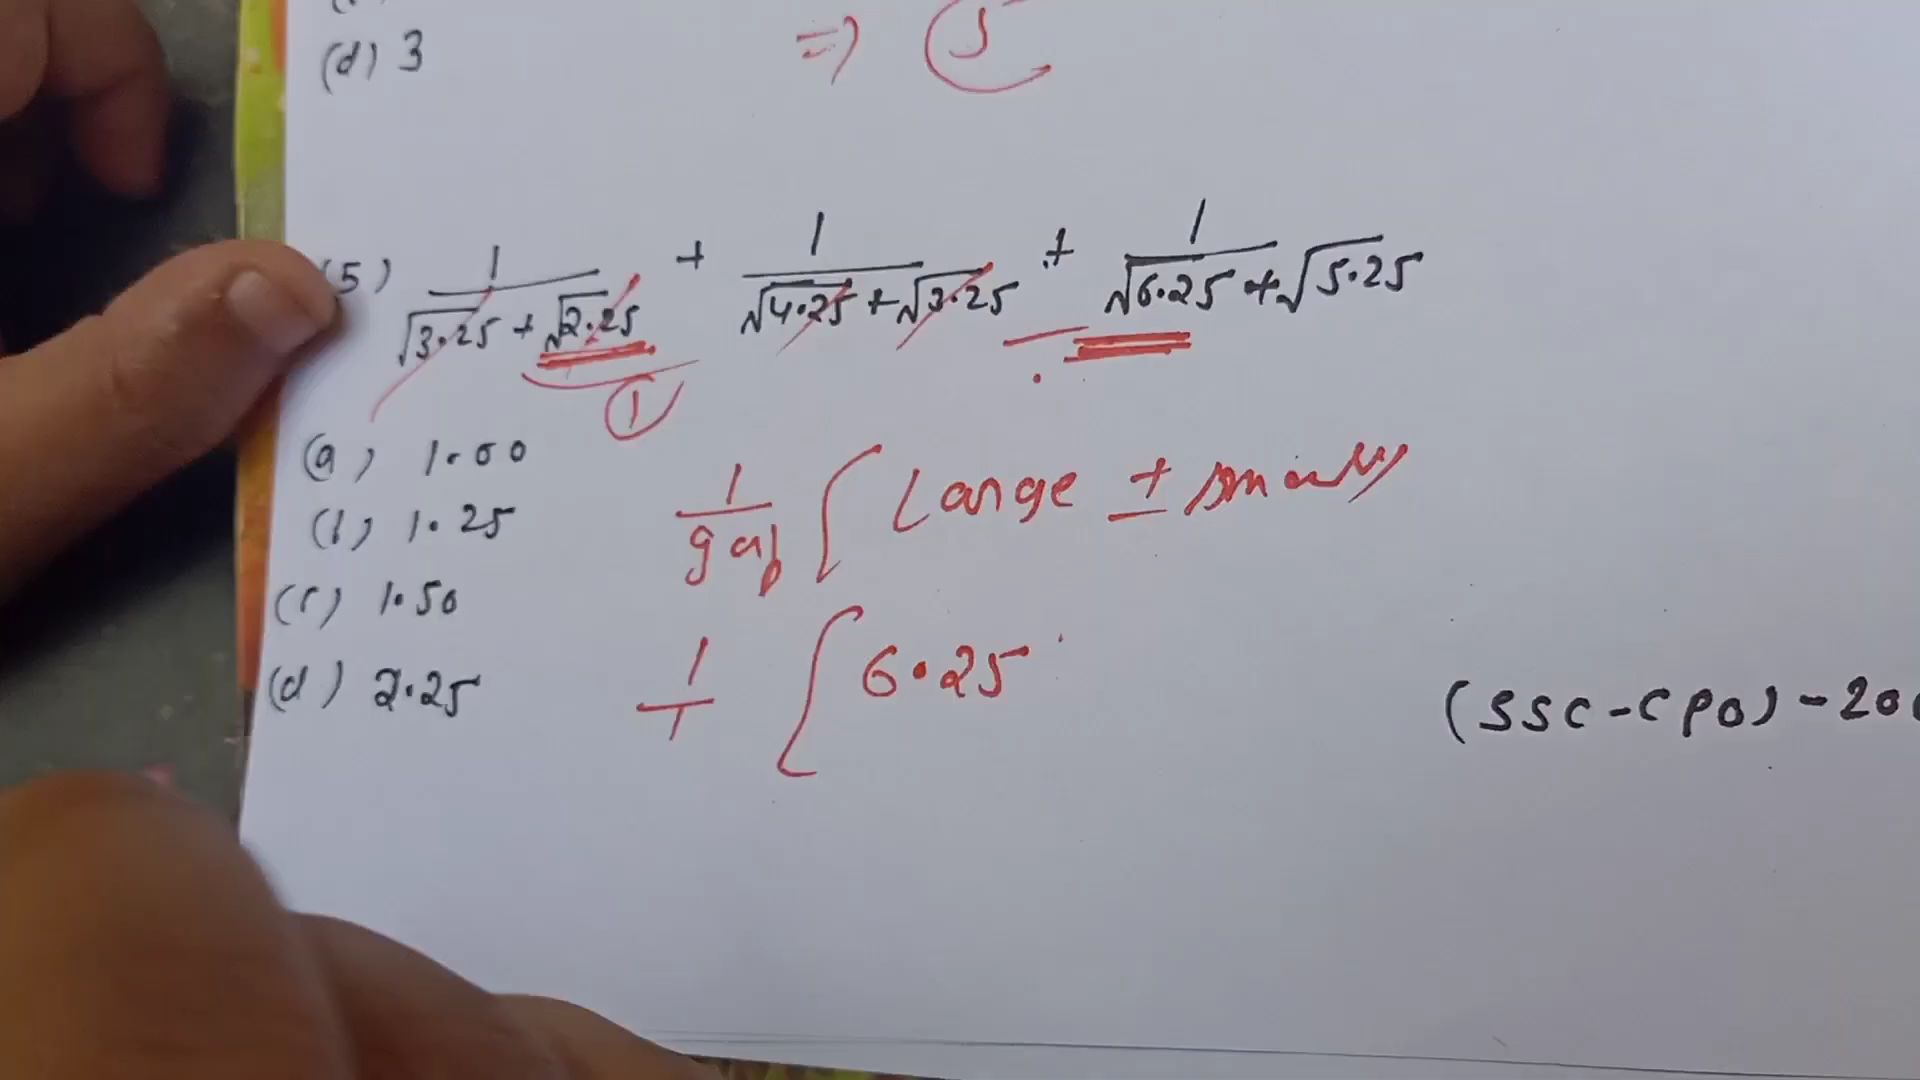 (d) 3
⇒ 5
(5) 1/(√3.25 + √2.25) + 1/(√4.25 + √3.25) + 1/(√6.25 + √5.25)
1
(a) 1.00
(b) 1.25
(c) 1.50
(d) 2.25
1/gap [ Large ±
1/1 [ 6.25
(SSC-CPO) -20